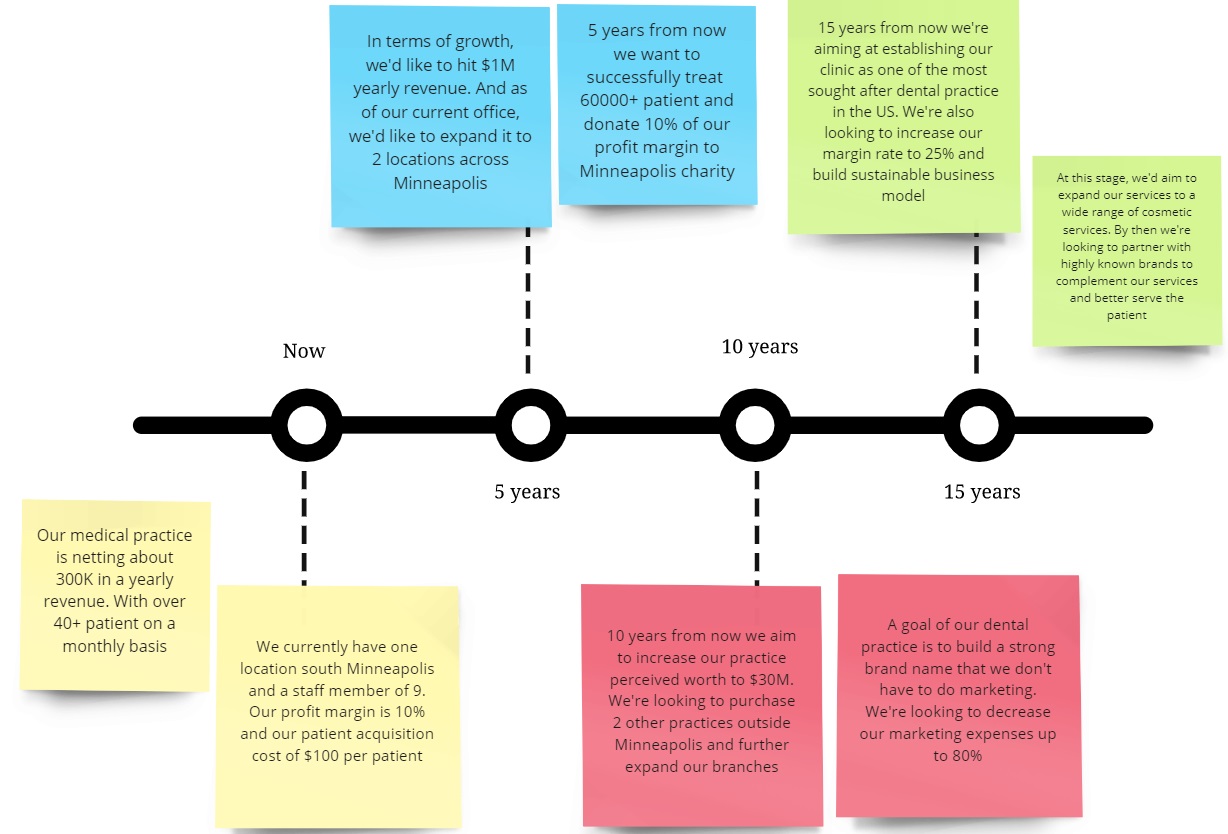 In terms of growth,
we'd like to hit $1M
yearly revenue. And as
of our current office,
we'd like to expand it to
2 locations across
Minneapolis
5 years from now
we want to
successfully treat
60000+ patient and
donate 10% of our
profit margin to
Minneapolis charity
15 years from now we're
aiming at establishing our
clinic as one of the most
sought after dental practice
in the US. We're also
looking to increase our
margin rate to 25% and
build sustainable business
model
At this stage, we'd aim to
expand our services to a
wide range of cosmetic
services. By then we're
looking to partner with
highly known brands to
complement our services
and better serve the
patient
Now
10 years
5 years
15 years
Our medical practice
is netting about
300K in a yearly
revenue. With over
40+ patient on a
monthly basis
We currently have one
location south Minneapolis
and a staff member of 9.
Our profit margin is 10%
and our patient acquisition
cost of $100 per patient
10 years from now we aim
to increase our practice
perceived worth to $30M.
We're looking to purchase
2 other practices outside
Minneapolis and further
expand our branches
A goal of our dental
practice is to build a strong
brand name that we don't
have to do marketing.
We're looking to decrease
our marketing expenses up
to 80%